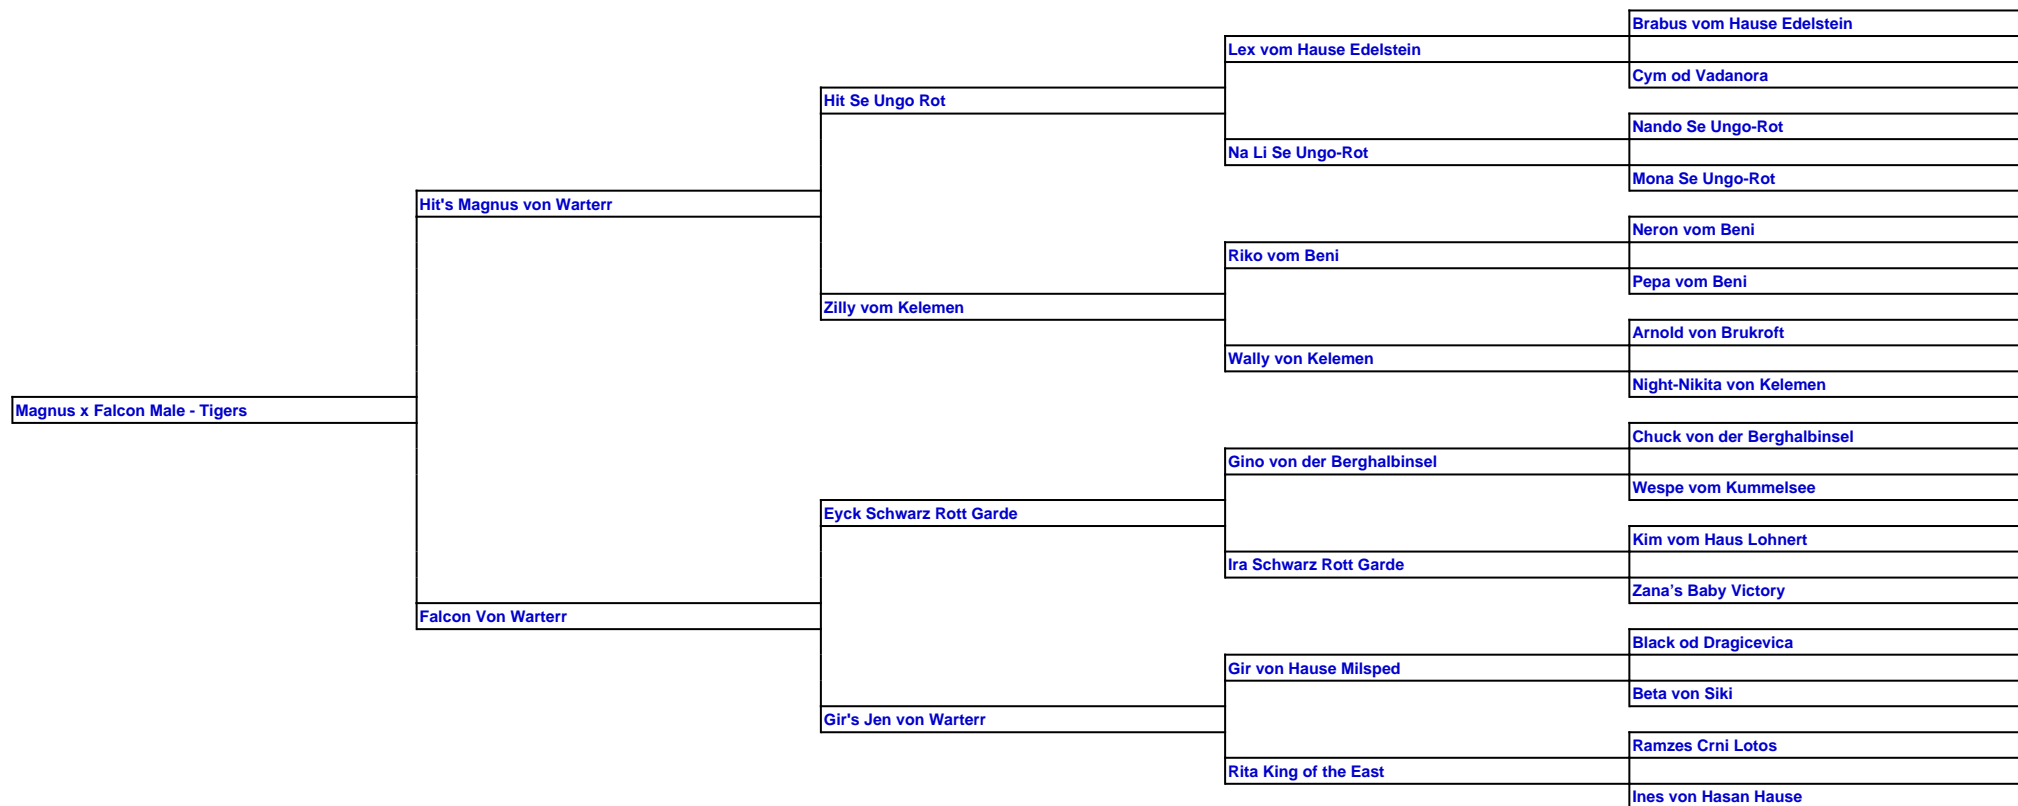 Brabus vom Hause Edelstein
Lex vom Hause Edelstein
Cym od Vadanora
Hit Se Ungo Rot
Nando Se Ungo-Rot
Na Li Se Ungo-Rot
Mona Se Ungo-Rot
Hit's Magnus von Warterr
Neron vom Beni
Riko vom Beni
Pepa vom Beni
Zilly vom Kelemen
Arnold von Brukroft
Wally von Kelemen
Night-Nikita von Kelemen
Magnus x Falcon Male - Tigers
Chuck von der Berghalbinsel
Gino von der Berghalbinsel
Wespe vom Kummelsee
Eyck Schwarz Rott Garde
Kim vom Haus Lohnert
Ira Schwarz Rott Garde
Zana’s Baby Victory
Falcon Von Warterr
Black od Dragicevica
Gir von Hause Milsped
Beta von Siki
Gir's Jen von Warterr
Ramzes Crni Lotos
Rita King of the East
Ines von Hasan Hause